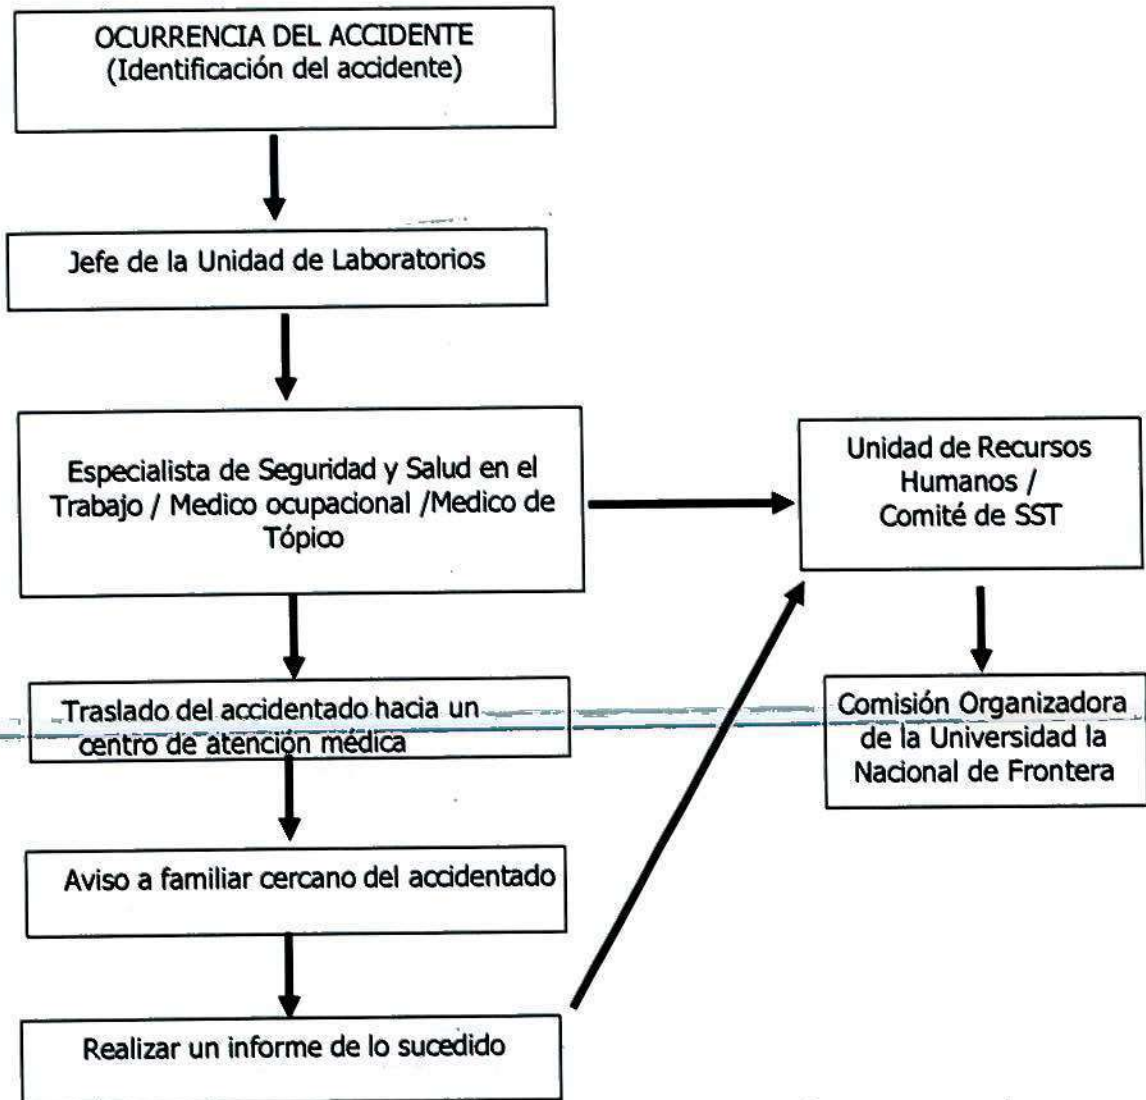 OCURRENCIA DEL ACCIDENTE
(Identificación del accidente)
Jefe de la Unidad de Laboratorios
Especialista de Seguridad y Salud en el
Trabajo / Medico ocupacional /Medico de
Tópico
Unidad de Recursos
Humanos /
Comité de SST
Traslado del accidentado hacia un
centro de atención médica
Comisión Organizadora
de la Universidad la
Nacional de Frontera
Aviso a familiar cercano del accidentado
Realizar un informe de lo sucedido